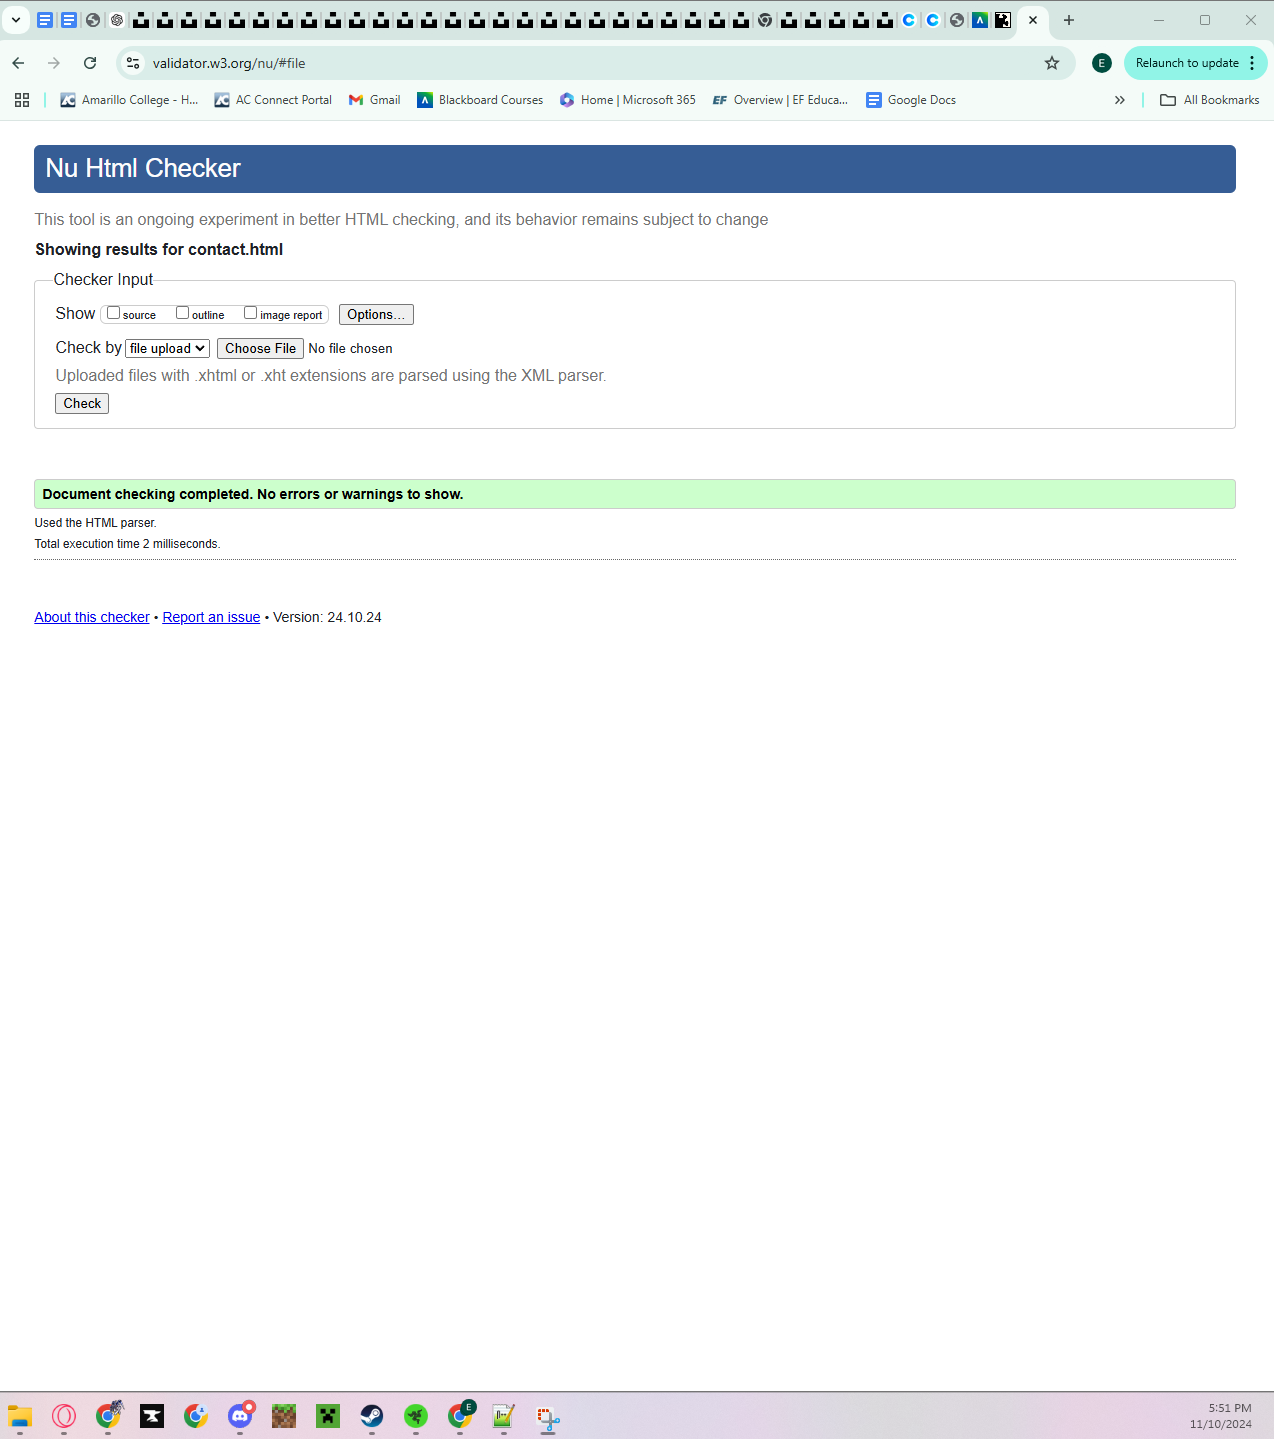 validator.w3.org/nu/#file
E
Relaunch to update
Amarillo College - H...
AC Connect Portal
Gmail
Blackboard Courses
Home | Microsoft 365
EF Overview | EF Educa...
Google Docs
All Bookmarks
Nu Html Checker
This tool is an ongoing experiment in better HTML checking, and its behavior remains subject to change
Showing results for contact.html
Checker Input
Show source outline image report Options...
Check by file upload Choose File No file chosen
Uploaded files with .xhtml or .xht extensions are parsed using the XML parser.
Check
Document checking completed. No errors or warnings to show.
Used the HTML parser.
Total execution time 2 milliseconds.
About this checker • Report an issue • Version: 24.10.24
E
5:51 PM
11/10/2024